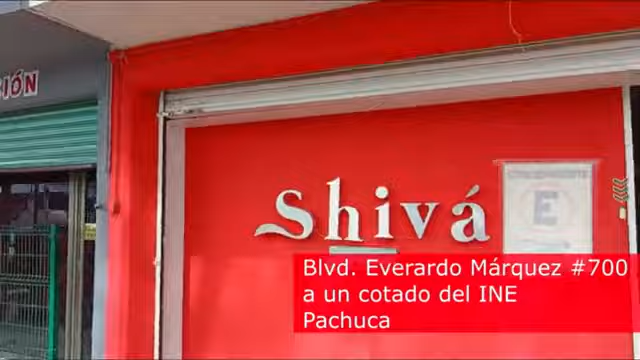 IÓN
Shivá
E
Blvd. Everardo Márquez #700
a un cotado del INE
Pachuca